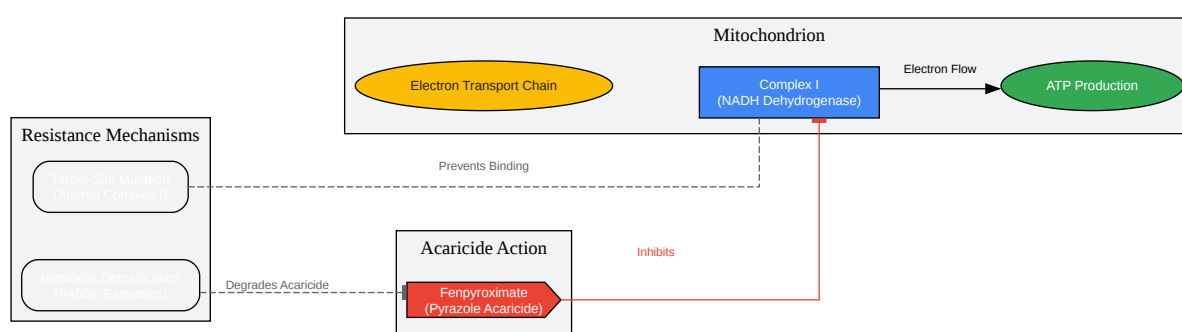 Mitochondrion
Electron Transport Chain
Complex I
(NADH Dehydrogenase)
Electron Flow
ATP Production
Resistance Mechanisms
Target-Site Mutation
(Altered Complex I)
Prevents Binding
Metabolic Detoxification
(P450s, Esterases)
Degrades Acaricide
Acaricide Action
Fenpyroximate
(Pyrazole Acaricide)
Inhibits